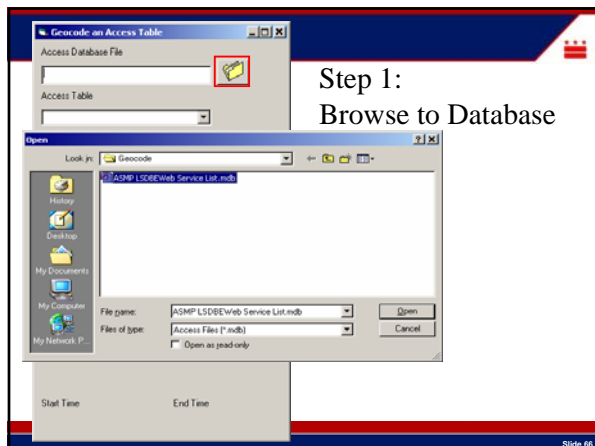 Geocode an Access Table
Access Database File
Access Table
Step 1:
Browse to Database
Open
Look in: Geocode
ASMP LSDBEWeb Service List.mdb
History
Desktop
My Documents
My Computer
My Network P...
File name: ASMP LSDBEWeb Service List.mdb Open
Files of type: Access Files (*.mdb) Cancel
Open as read-only
Start Time End Time
Slide 66